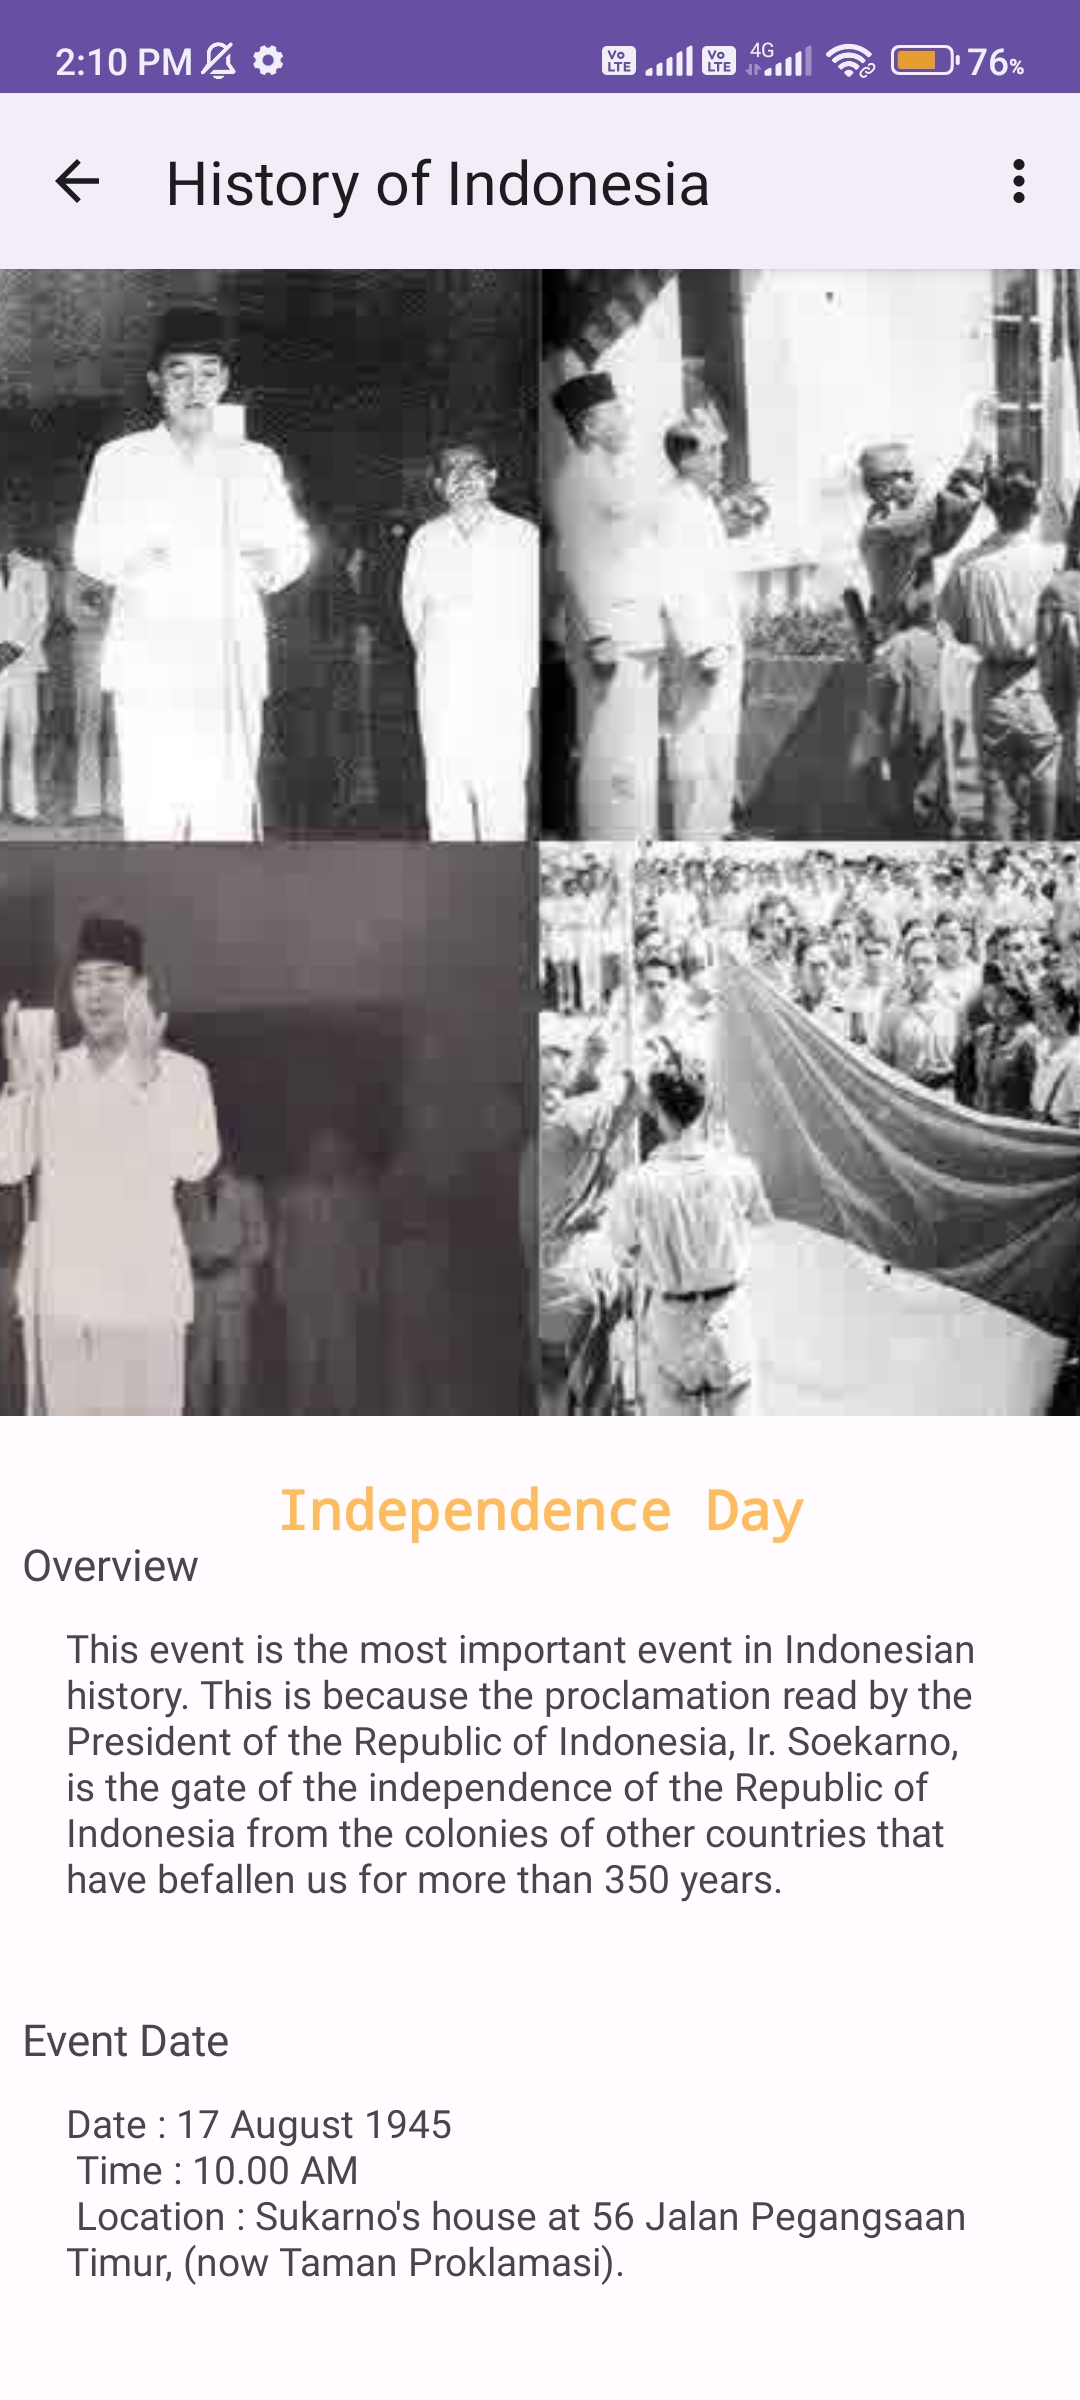 2:10 PM
Vo LTE
Vo LTE
4G
76%
History of Indonesia
Independence Day
Overview
This event is the most important event in Indonesian
history. This is because the proclamation read by the
President of the Republic of Indonesia, Ir. Soekarno,
is the gate of the independence of the Republic of
Indonesia from the colonies of other countries that
have befallen us for more than 350 years.
Event Date
Date : 17 August 1945
Time : 10.00 AM
Location : Sukarno's house at 56 Jalan Pegangsaan
Timur, (now Taman Proklamasi).